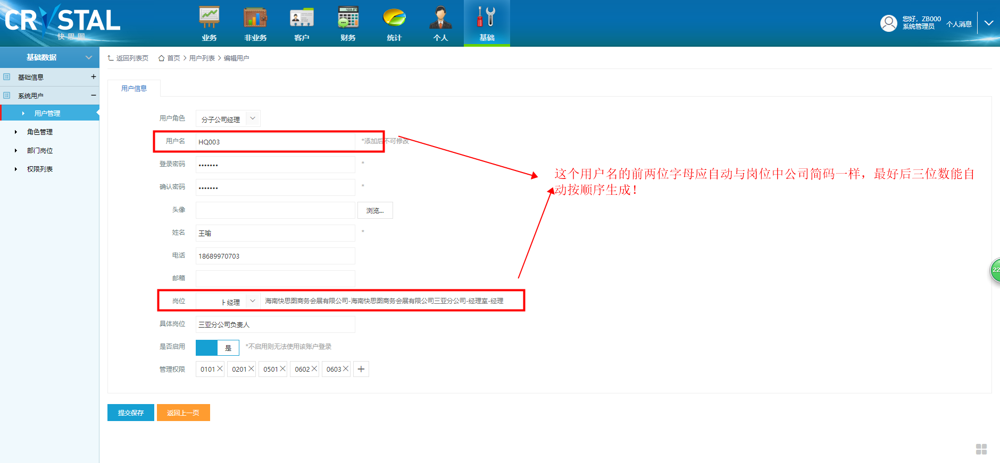 CRYSTAL
快思图
业务
非业务
客户
财务
统计
个人
基础
您好，ZB000
系统管理员
个人消息
基础数据
基础信息 +
系统用户 −
用户管理
角色管理
部门岗位
权限列表
返回列表页 首页 > 用户列表 > 编辑用户
用户信息
用户角色 分子公司经理
用户名 HQ003 *添加后不可修改
登录密码 ••••••• *
确认密码 ••••••• *
头像 浏览...
姓名 王喻 *
电话 18689970703
邮箱
岗位 ├经理 海南快思图商务会展有限公司-海南快思图商务会展有限公司三亚分公司-经理室-经理
具体岗位 三亚分公司负责人
是否启用 是 *不启用则无法使用该账户登录
管理权限 0101 0201 0501 0602 0603 +
提交保存 返回上一页
这个用户名的前两位字母应自动与岗位中公司简码一样，最好后三位数能自
动按顺序生成！
22